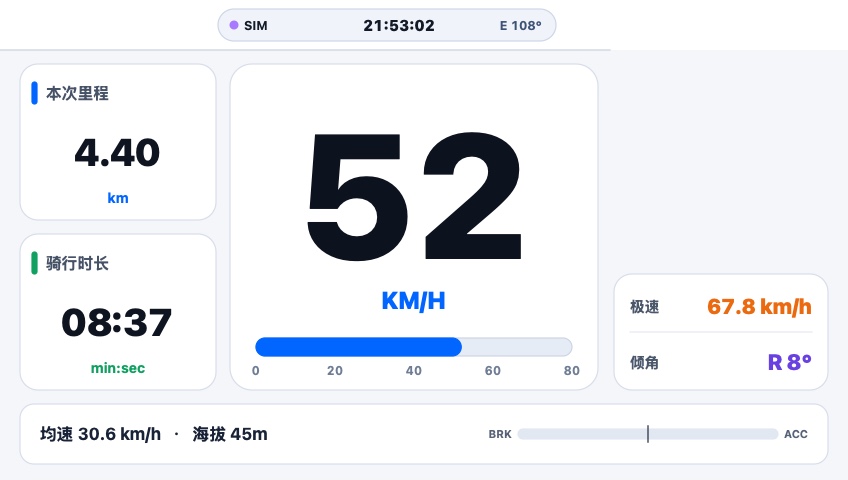 SIM 21:53:02 E 108°
本次里程
4.40
km
骑行时长
08:37
min:sec
52
KM/H
0 20 40 60 80
极速 67.8 km/h
倾角 R 8°
均速 30.6 km/h · 海拔 45m
BRK ACC